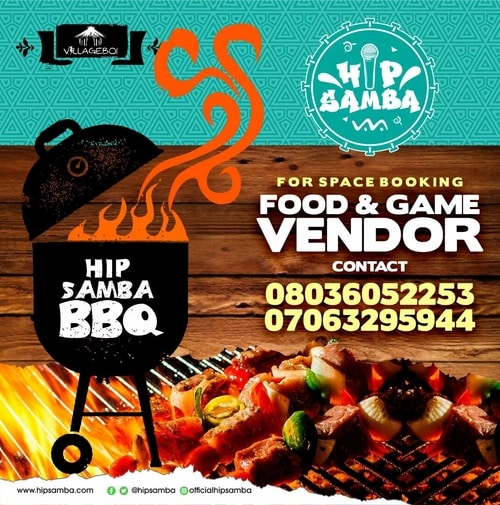 VILLAGEBOI
HIP
SAMBA
V.V.I
FOR SPACE BOOKING
FOOD & GAME
VENDOR
CONTACT
08036052253
07063295944
HIP
SAMBA
BBQ
www.hipsamba.com @hipsamba @officialhipsamba